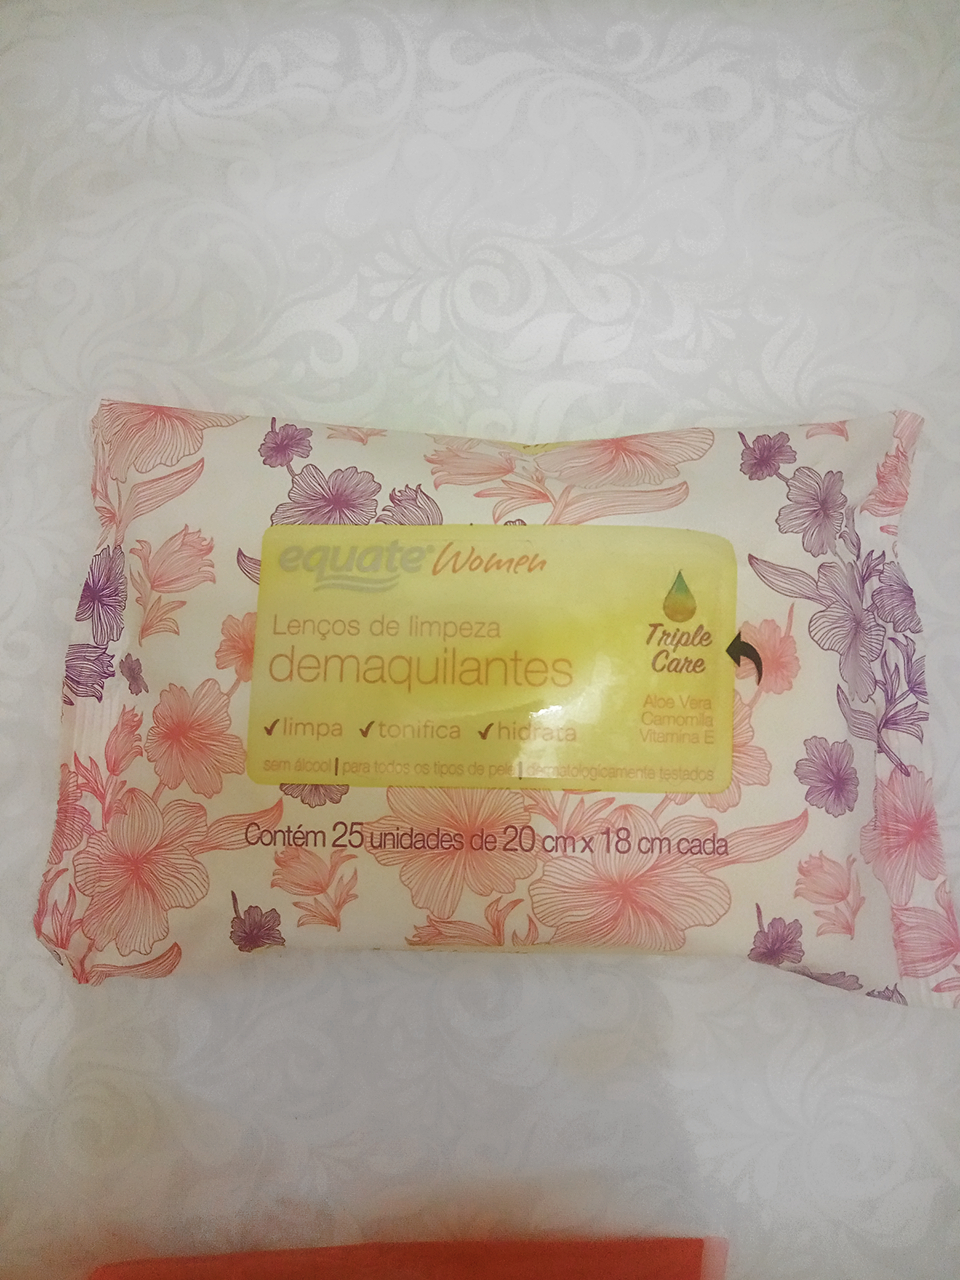 equate Women
Lenços de limpeza
demaquilantes
limpa tonifica hidrata
sem álcool | para todos os tipos de pele | dermatologicamente testados
Triple
Care
Aloe Vera
Camomila
Vitamina E
Contém 25 unidades de 20 cm x 18 cm cada